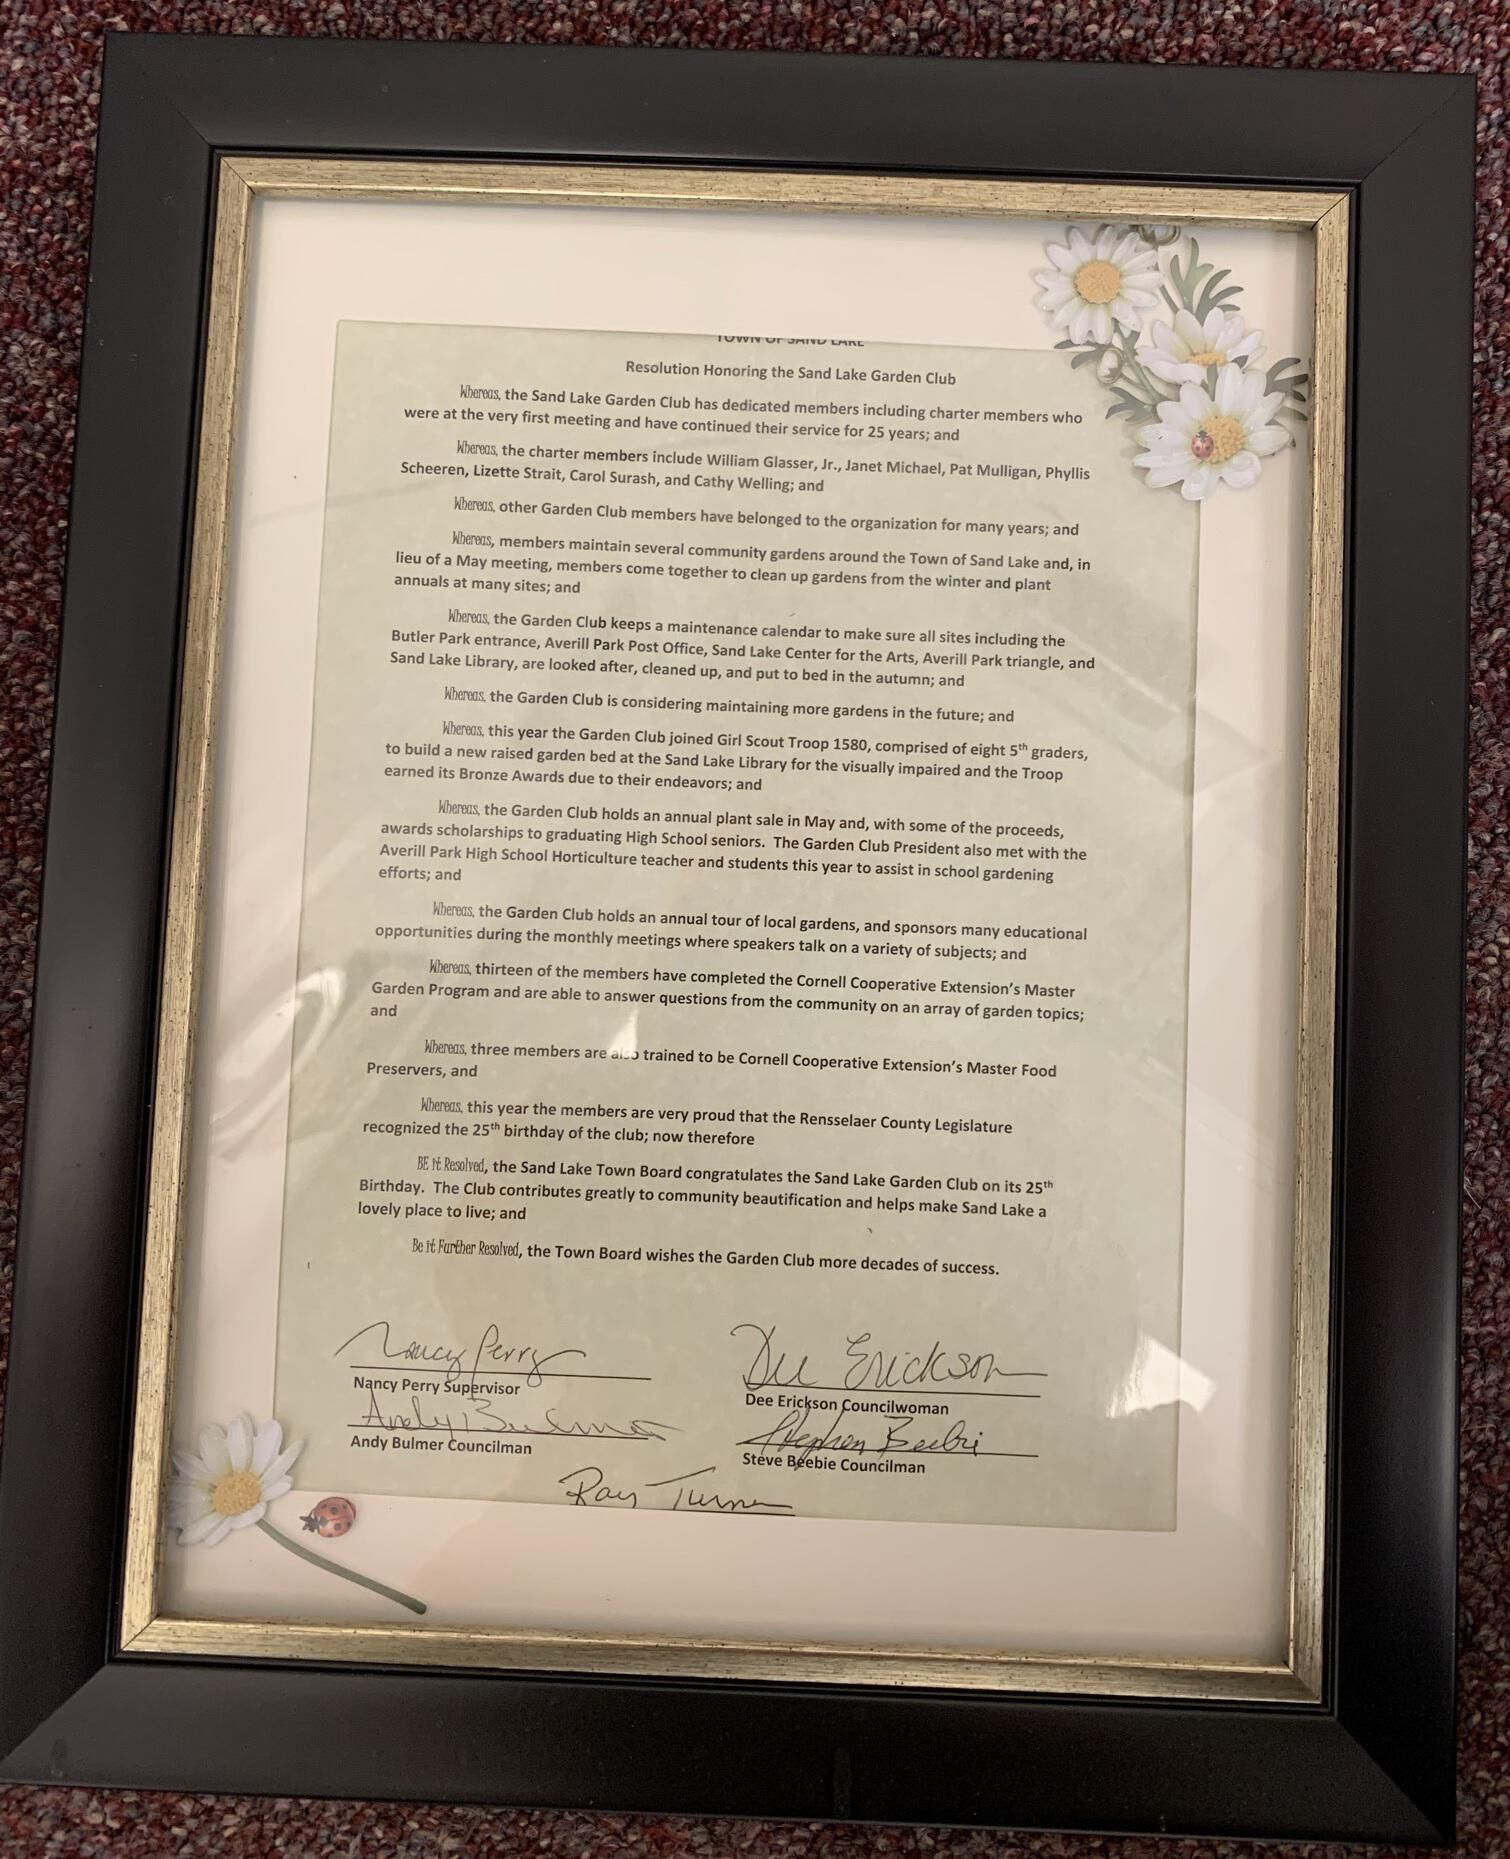 TOWN OF SAND LAKE
Resolution Honoring the Sand Lake Garden Club
Whereas, the Sand Lake Garden Club has dedicated members including charter members who
were at the very first meeting and have continued their service for 25 years; and
Whereas, the charter members include William Glasser, Jr., Janet Michael, Pat Mulligan, Phyllis
Scheeren, Lizette Strait, Carol Surash, and Cathy Welling; and
Whereas, other Garden Club members have belonged to the organization for many years; and
Whereas, members maintain several community gardens around the Town of Sand Lake and, in
lieu of a May meeting, members come together to clean up gardens from the winter and plant
annuals at many sites; and
Whereas, the Garden Club keeps a maintenance calendar to make sure all sites including the
Butler Park entrance, Averill Park Post Office, Sand Lake Center for the Arts, Averill Park triangle, and
Sand Lake Library, are looked after, cleaned up, and put to bed in the autumn; and
Whereas, the Garden Club is considering maintaining more gardens in the future; and
Whereas, this year the Garden Club joined Girl Scout Troop 1580, comprised of eight 5th graders,
to build a new raised garden bed at the Sand Lake Library for the visually impaired and the Troop
earned its Bronze Awards due to their endeavors; and
Whereas, the Garden Club holds an annual plant sale in May and, with some of the proceeds,
awards scholarships to graduating High School seniors. The Garden Club President also met with the
Averill Park High School Horticulture teacher and students this year to assist in school gardening
efforts; and
Whereas, the Garden Club holds an annual tour of local gardens, and sponsors many educational
opportunities during the monthly meetings where speakers talk on a variety of subjects; and
Whereas, thirteen of the members have completed the Cornell Cooperative Extension's Master
Garden Program and are able to answer questions from the community on an array of garden topics;
and
Whereas, three members are also trained to be Cornell Cooperative Extension's Master Food
Preservers, and
Whereas, this year the members are very proud that the Rensselaer County Legislature
recognized the 25th birthday of the club; now therefore
BE it Resolved, the Sand Lake Town Board congratulates the Sand Lake Garden Club on its 25th
Birthday. The Club contributes greatly to community beautification and helps make Sand Lake a
lovely place to live; and
Be it Further Resolved, the Town Board wishes the Garden Club more decades of success.
Nancy Perry
Nancy Perry Supervisor
Dee Erickson
Dee Erickson Councilwoman
Andy Bulmer
Andy Bulmer Councilman
Stephen Beebie
Steve Beebie Councilman
Ray Turner